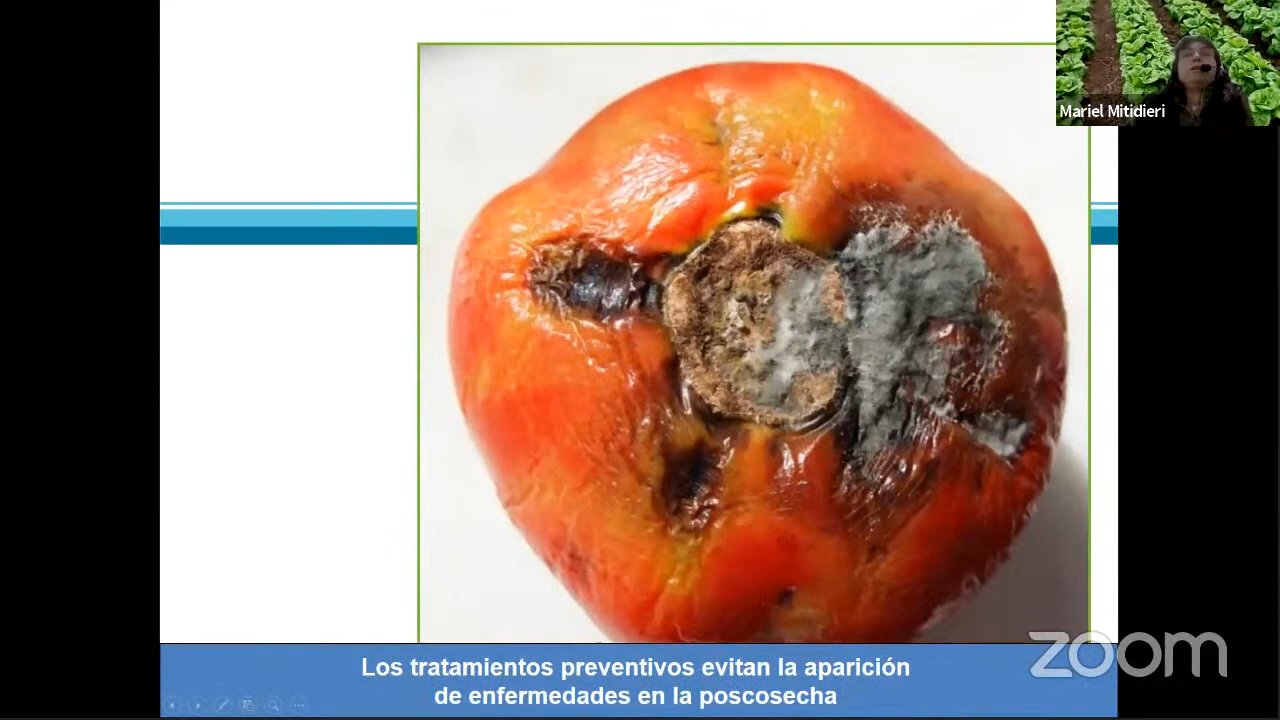 Mariel Mitidieri
Los tratamientos preventivos evitan la aparición
de enfermedades en la poscosecha
zoom